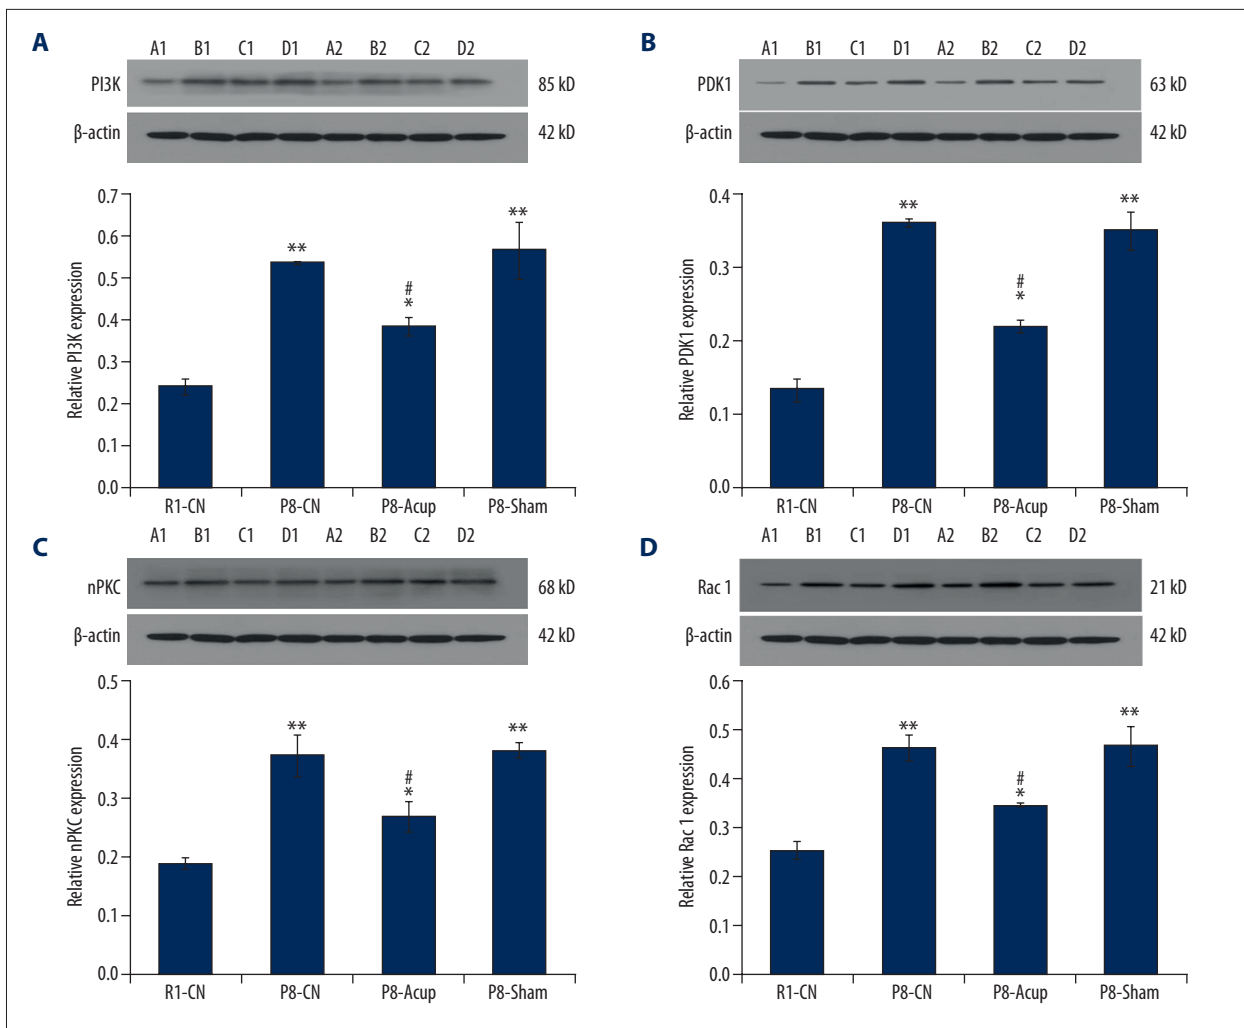 A
A1 B1 C1 D1 A2 B2 C2 D2
PI3K 85 kD
β-actin 42 kD
0.7
0.6
0.5
0.4
0.3
0.2
0.1
0.0
Relative PI3K expression
**
#
*
**
R1-CN P8-CN P8-Acup P8-Sham
B
A1 B1 C1 D1 A2 B2 C2 D2
PDK1 63 kD
β-actin 42 kD
0.4
0.3
0.2
0.1
0.0
Relative PDK1 expression
**
#
*
**
R1-CN P8-CN P8-Acup P8-Sham
C
A1 B1 C1 D1 A2 B2 C2 D2
nPKC 68 kD
β-actin 42 kD
0.5
0.4
0.3
0.2
0.1
0.0
Relative nPKC expression
**
#
*
**
R1-CN P8-CN P8-Acup P8-Sham
D
A1 B1 C1 D1 A2 B2 C2 D2
Rac 1 21 kD
β-actin 42 kD
0.6
0.5
0.4
0.3
0.2
0.1
0.0
Relative Rac 1 expression
**
#
*
**
R1-CN P8-CN P8-Acup P8-Sham